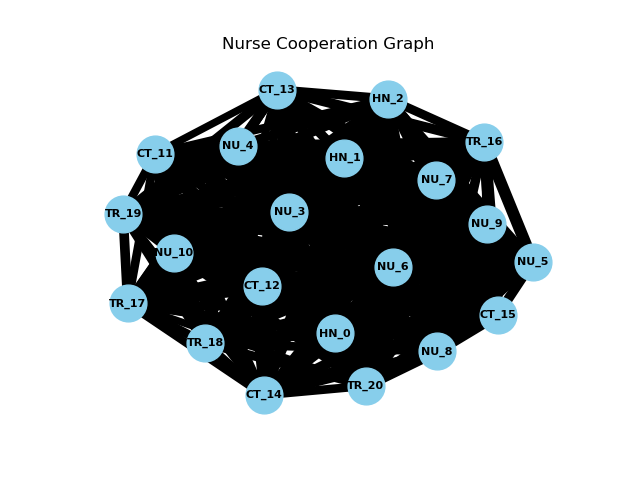 Nurse Cooperation Graph
CT_13
HN_2
TR_16
NU_4
CT_11
HN_1
NU_7
NU_3
TR_19
NU_9
NU_10
NU_5
NU_6
CT_12
TR_17
CT_15
HN_0
TR_18
NU_8
TR_20
CT_14